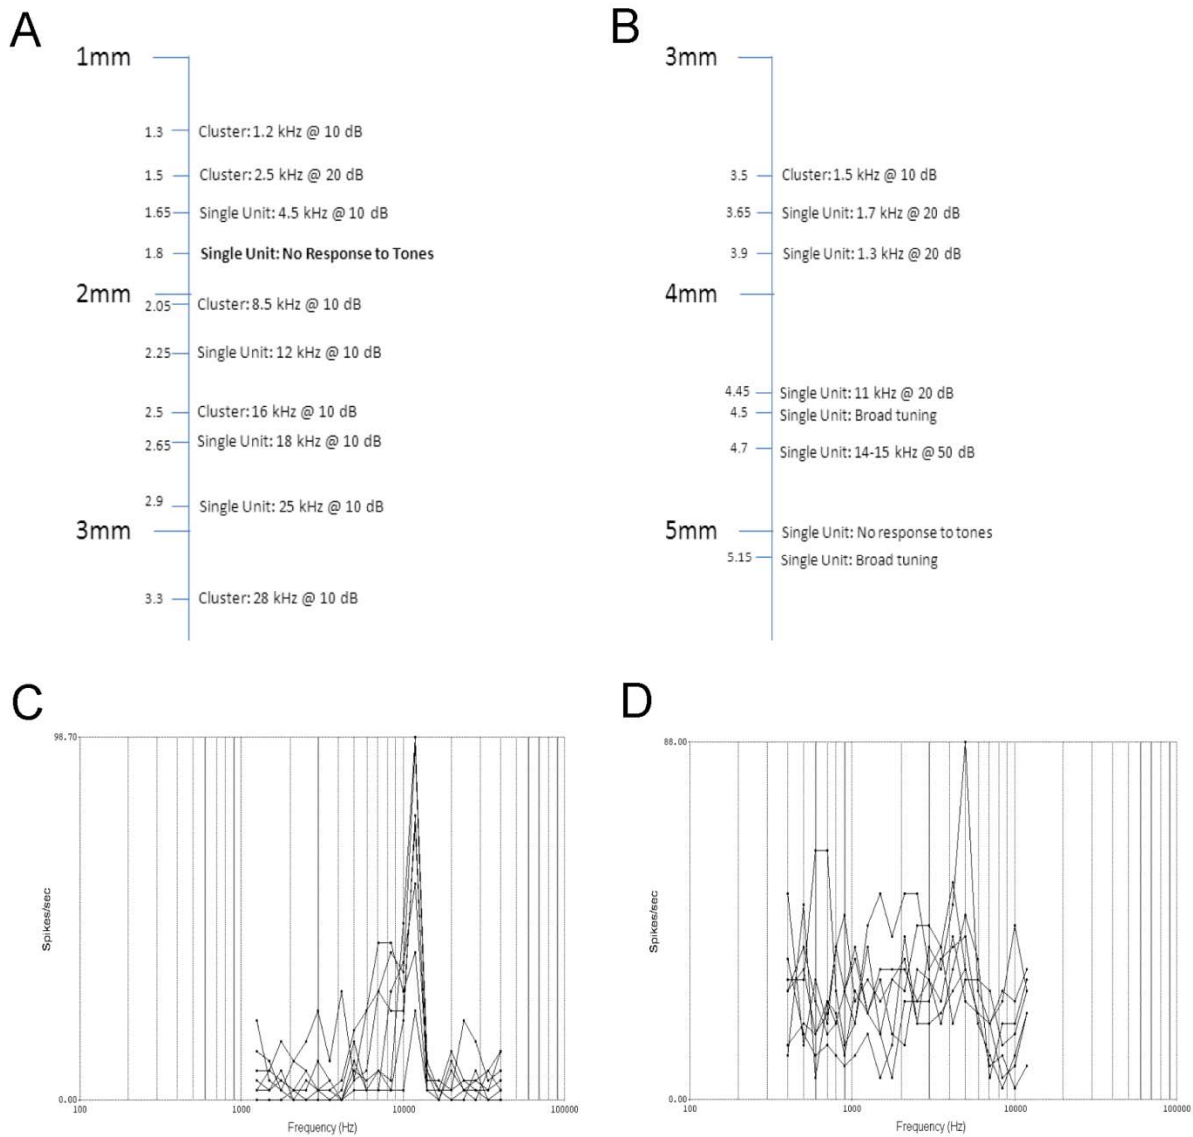 A
1mm
1.3 Cluster: 1.2 kHz @ 10 dB
1.5 Cluster: 2.5 kHz @ 20 dB
1.65 Single Unit: 4.5 kHz @ 10 dB
1.8 Single Unit: No Response to Tones
2mm
2.05 Cluster: 8.5 kHz @ 10 dB
2.25 Single Unit: 12 kHz @ 10 dB
2.5 Cluster: 16 kHz @ 10 dB
2.65 Single Unit: 18 kHz @ 10 dB
2.9 Single Unit: 25 kHz @ 10 dB
3mm
3.3 Cluster: 28 kHz @ 10 dB
B
3mm
3.5 Cluster: 1.5 kHz @ 10 dB
3.65 Single Unit: 1.7 kHz @ 20 dB
3.9 Single Unit: 1.3 kHz @ 20 dB
4mm
4.45 Single Unit: 11 kHz @ 20 dB
4.5 Single Unit: Broad tuning
4.7 Single Unit: 14-15 kHz @ 50 dB
5mm Single Unit: No response to tones
5.15 Single Unit: Broad tuning
C
98.70
Spikes/sec
0.00
100 1000 10000 100000
Frequency (Hz)
D
88.00
Spikes/sec
0.00
100 1000 10000 100000
Frequency (Hz)